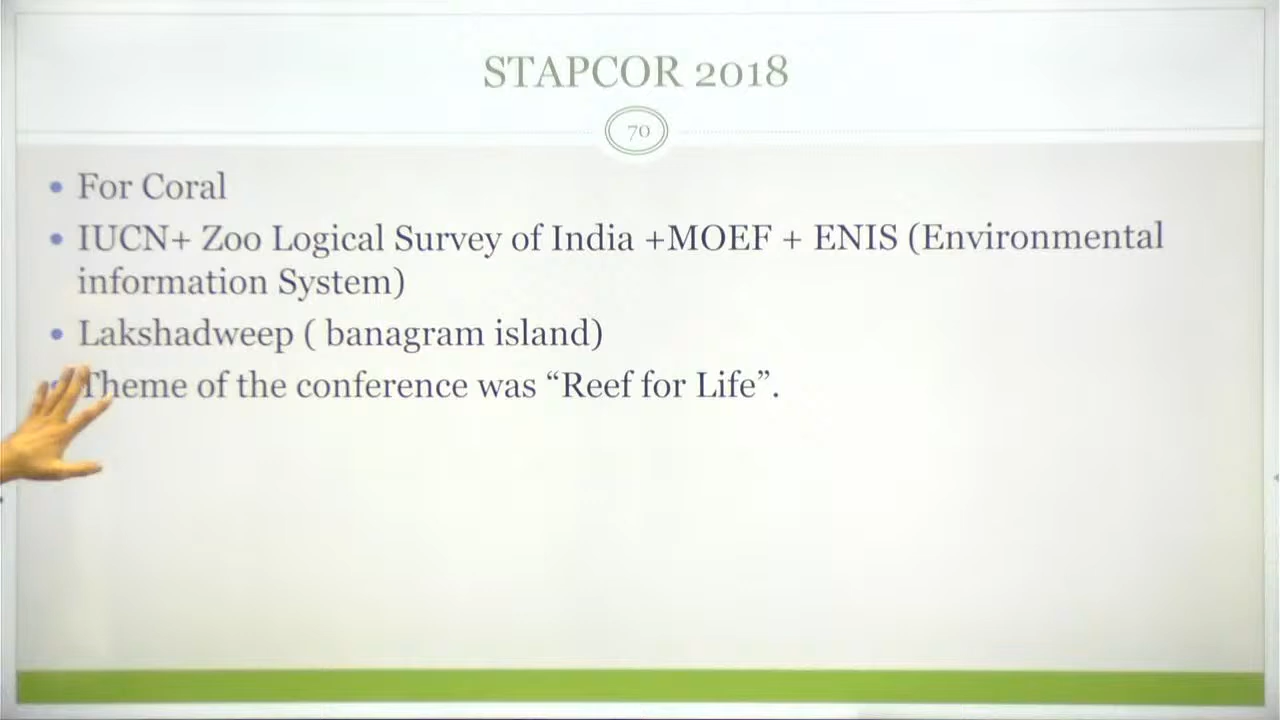 STAPCOR 2018
70
• For Coral
• IUCN+ Zoo Logical Survey of India +MOEF + ENIS (Environmental
information System)
• Lakshadweep ( banagram island)
Theme of the conference was “Reef for Life”.